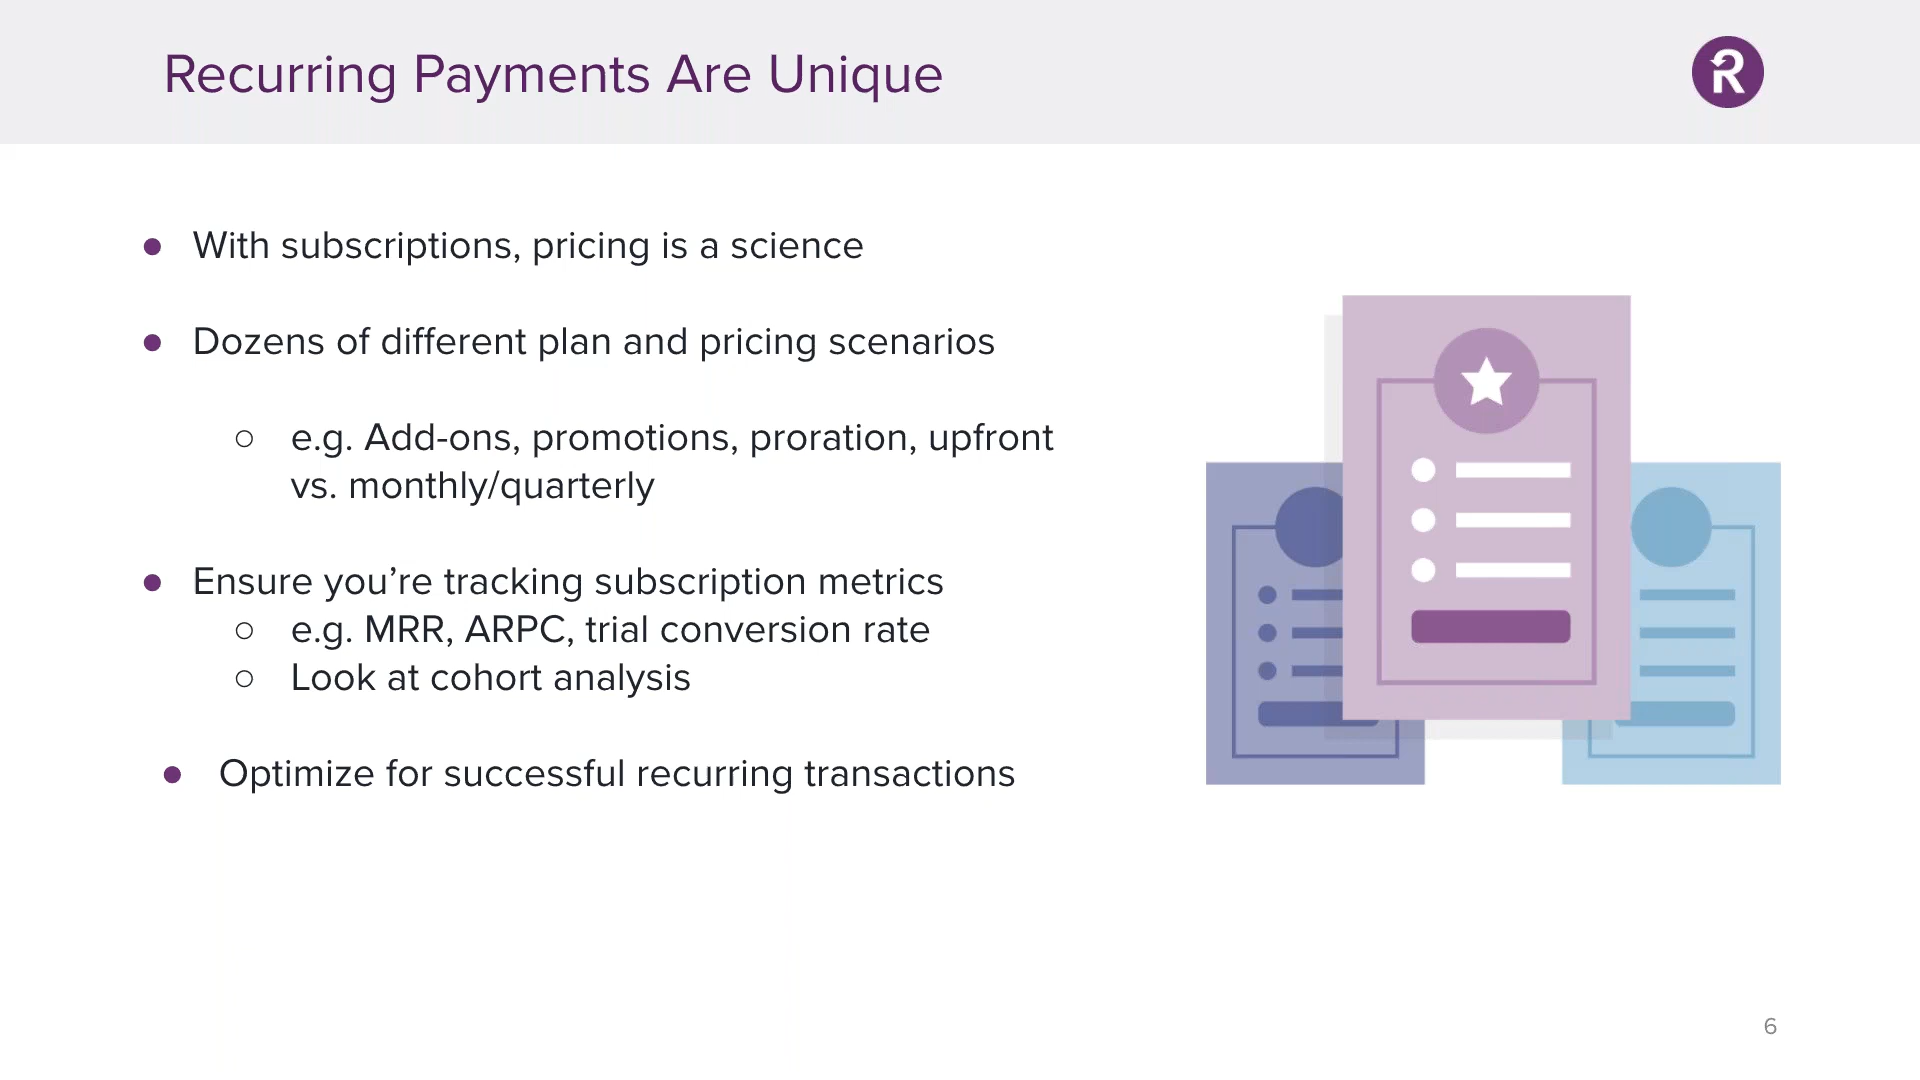 Recurring Payments Are Unique
R
● With subscriptions, pricing is a science
● Dozens of different plan and pricing scenarios
○ e.g. Add-ons, promotions, proration, upfront
vs. monthly/quarterly
● Ensure you’re tracking subscription metrics
○ e.g. MRR, ARPC, trial conversion rate
○ Look at cohort analysis
● Optimize for successful recurring transactions
6